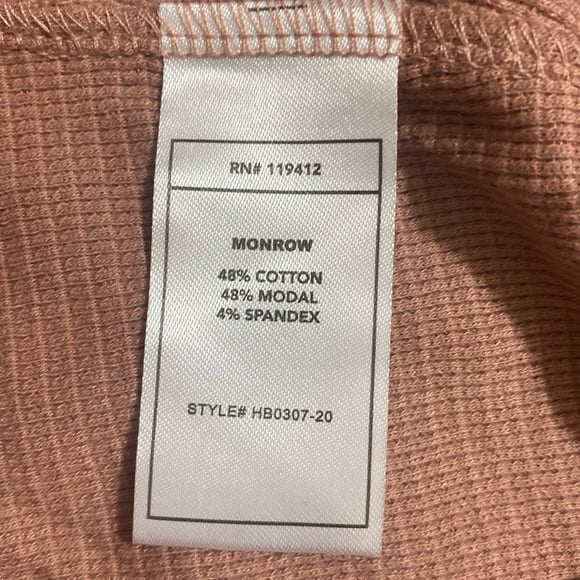 RN# 119412
MONROW
48% COTTON
48% MODAL
4% SPANDEX
STYLE# HB0307-20